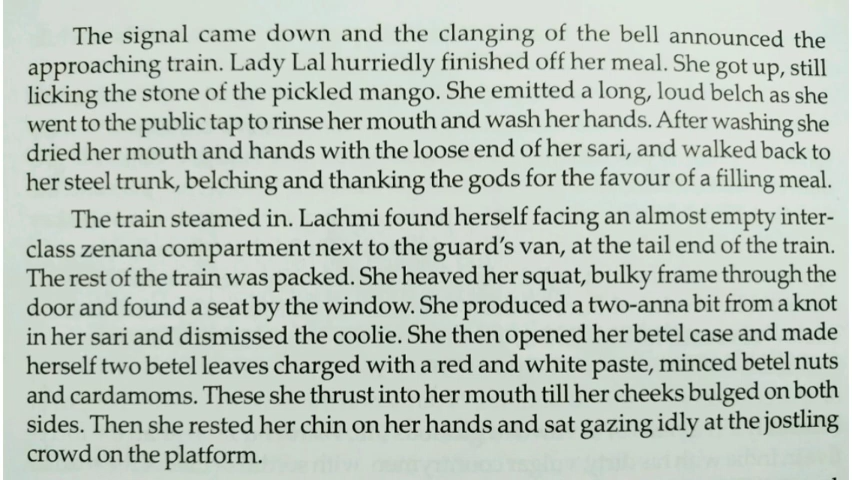 The signal came down and the clanging of the bell announced the
approaching train. Lady Lal hurriedly finished off her meal. She got up, still
licking the stone of the pickled mango. She emitted a long, loud belch as she
went to the public tap to rinse her mouth and wash her hands. After washing she
dried her mouth and hands with the loose end of her sari, and walked back to
her steel trunk, belching and thanking the gods for the favour of a filling meal.
The train steamed in. Lachmi found herself facing an almost empty inter-
class zenana compartment next to the guard's van, at the tail end of the train.
The rest of the train was packed. She heaved her squat, bulky frame through the
door and found a seat by the window. She produced a two-anna bit from a knot
in her sari and dismissed the coolie. She then opened her betel case and made
herself two betel leaves charged with a red and white paste, minced betel nuts
and cardamoms. These she thrust into her mouth till her cheeks bulged on both
sides. Then she rested her chin on her hands and sat gazing idly at the jostling
crowd on the platform.